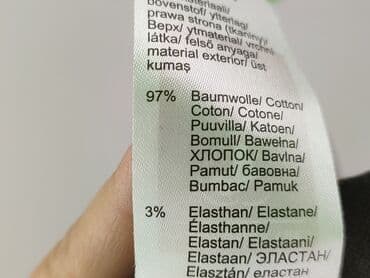 bovenstof/ ytterlag/
prawa strona (tkaniny)/
Верх/ ytmaterial/ vrchní
látka/ felső anyaga/
material exterior/ üst
kumaş
97% Baumwolle/ Cotton/
Coton/ Cotone/
Puuvilla/ Katoen/
Bomull/ Bawełna/
ХЛОПОК/ Bavlna/
Pamut/ бавовна/
Bumbac/ Pamuk
3% Elasthan/ Elastane/
Élasthanne/
Elastan/ Elastaani/
Elastaan/ ЭЛАСТАН/
Elasztán/ еластан